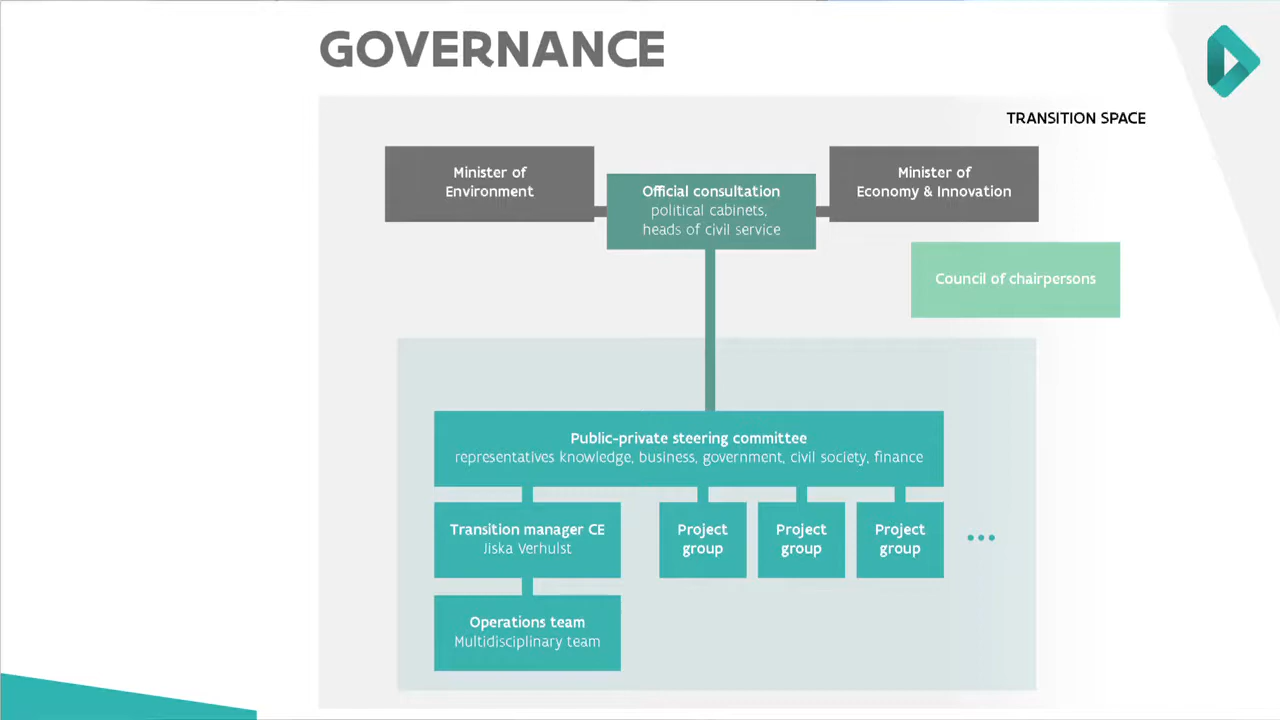 GOVERNANCE
TRANSITION SPACE
Minister of
Environment
Official consultation
political cabinets,
heads of civil service
Minister of
Economy & Innovation
Council of chairpersons
Public-private steering committee
representatives knowledge, business, government, civil society, finance
Transition manager CE
Jiska Verhulst
Project
group
Project
group
Project
group
...
Operations team
Multidisciplinary team